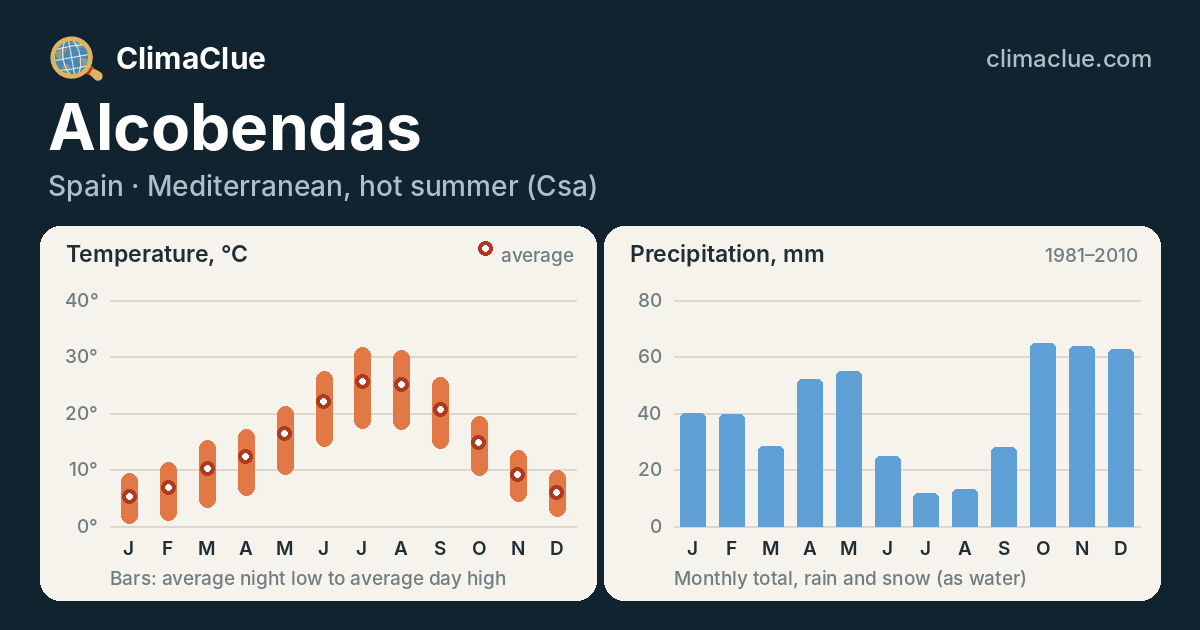 ClimaClue
climaclue.com
Alcobendas
Spain · Mediterranean, hot summer (Csa)
Temperature, °C
average
40°
30°
20°
10°
0°
J F M A M J J A S O N D
Bars: average night low to average day high
Precipitation, mm
1981–2010
80
60
40
20
0
J F M A M J J A S O N D
Monthly total, rain and snow (as water)